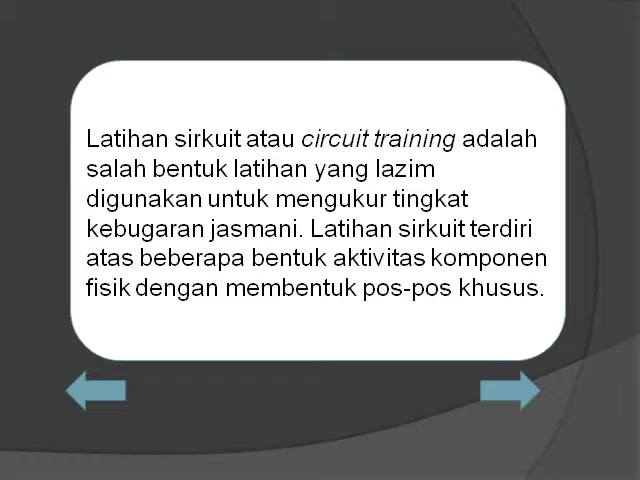 Latihan sirkuit atau circuit training adalah
salah bentuk latihan yang lazim
digunakan untuk mengukur tingkat
kebugaran jasmani. Latihan sirkuit terdiri
atas beberapa bentuk aktivitas komponen
fisik dengan membentuk pos-pos khusus.